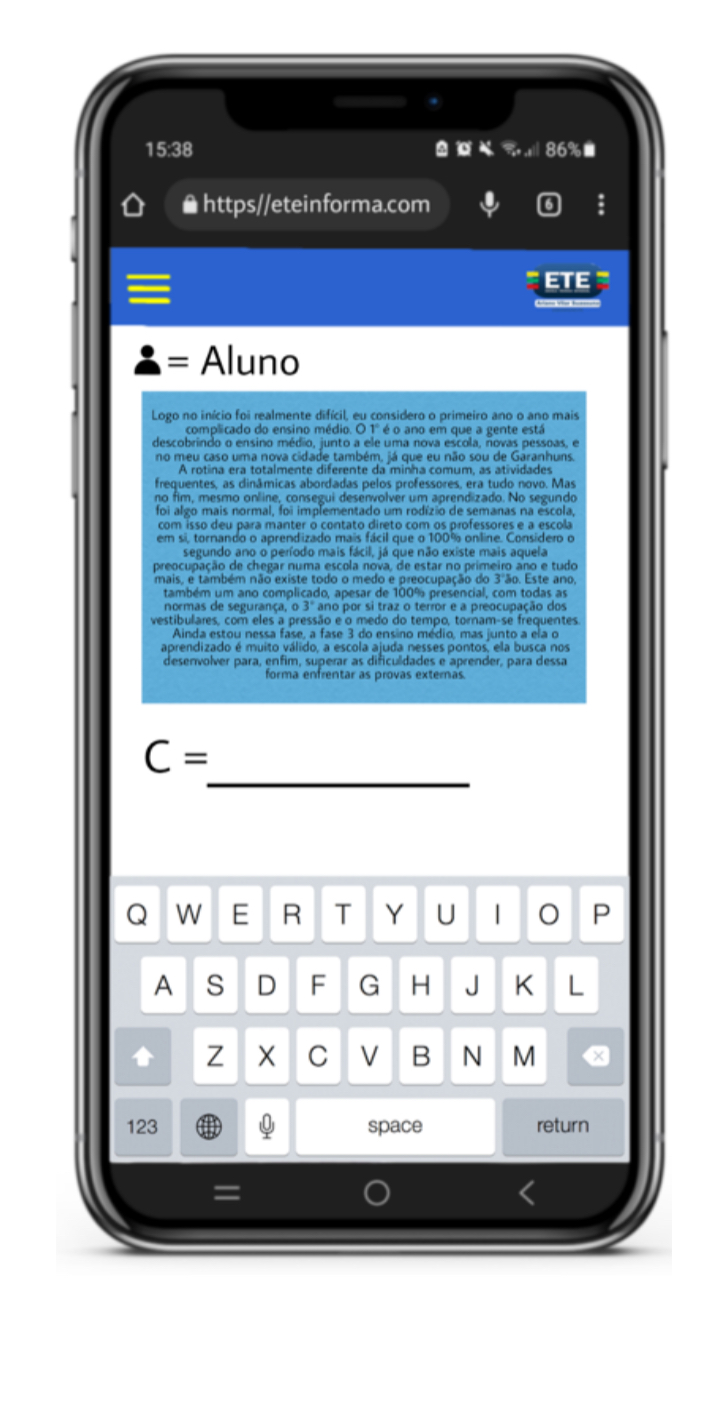 15:38
86%
https//eteinforma.com
6
ETE
= Aluno
Logo no início foi realmente difícil, eu considero o primeiro ano o ano mais
complicado do ensino médio. O 1° é o ano em que a gente está
descobrindo o ensino médio, junto a ele uma nova escola, novas pessoas, e
no meu caso uma nova cidade também, já que eu não sou de Garanhuns.
A rotina era totalmente diferente da minha comum, as atividades
frequentes, as dinâmicas abordadas pelos professores, era tudo novo. Mas
no fim, mesmo online, consegui desenvolver um aprendizado. No segundo
foi algo mais normal, foi implementado um rodízio de semanas na escola,
com isso deu para manter o contato direto com os professores e a escola
em si, tornando o aprendizado mais fácil que o 100% online. Considero o
segundo ano o período mais fácil, já que não existe mais aquela
preocupação de chegar numa escola nova, de estar no primeiro ano e tudo
mais, e também não existe todo o medo e preocupação do 3°ão. Este ano,
também um ano complicado, apesar de 100% presencial, com todas as
normas de segurança, o 3° ano por si traz o terror e a preocupação dos
vestibulares, com eles a pressão e o medo do tempo, tornam-se frequentes.
Ainda estou nessa fase, a fase 3 do ensino médio, mas junto a ela o
aprendizado é muito válido, a escola ajuda nesses pontos, ela busca nos
desenvolver para, enfim, superar as dificuldades e aprender, para dessa
forma enfrentar as provas externas.
C =
Q W E R T Y U I O P
A S D F G H J K L
Z X C V B N M
123 space return